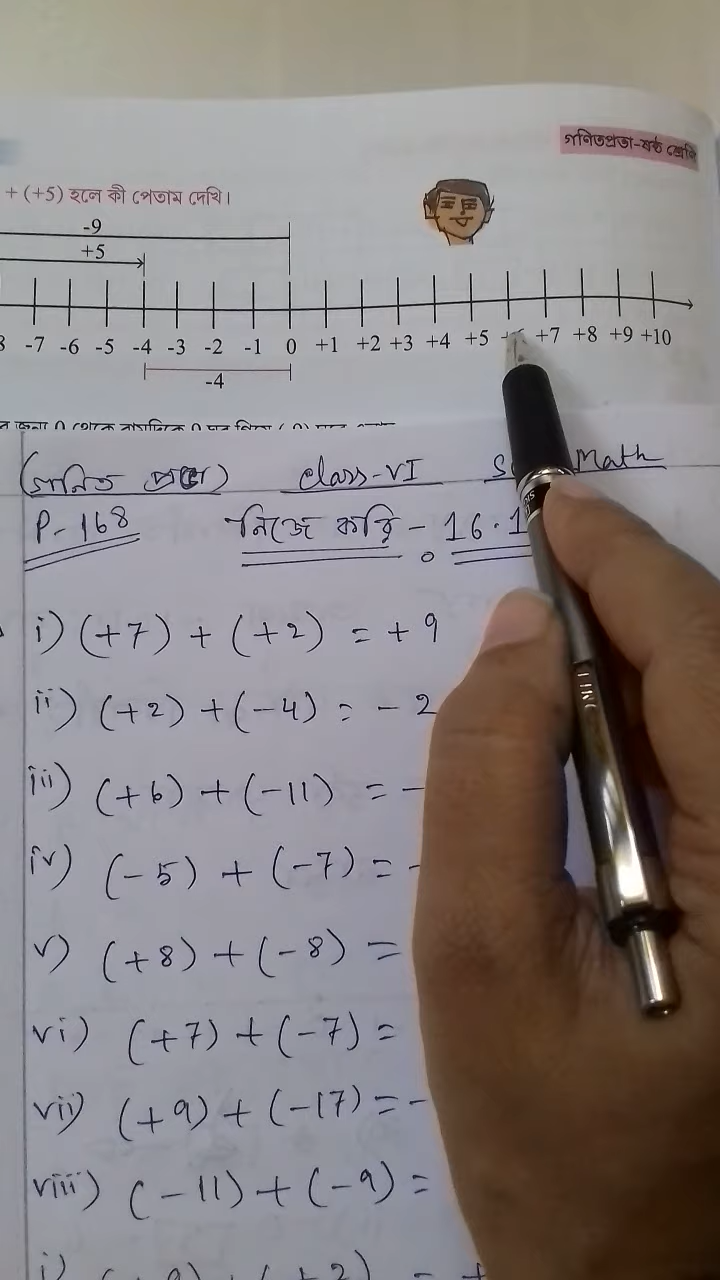 গণিতপ্রভা-ষষ্ঠ শ্রেণি
+ (+5) হলে কী পেতাম দেখি।
-9
+5
-7 -6 -5 -4 -3 -2 -1 0 +1 +2 +3 +4 +5 +7 +8 +9 +10
-4
(গনিত প্রভা) Class-VI Math
P-168 নিজে করি - 16.1
i) (+7) + (+2) = +9
ii) (+2) + (-4) = -2
iii) (+6) + (-11) = -
iv) (-5) + (-7) = -
v) (+8) + (-8) =
vi) (+7) + (-7) =
vii) (+9) + (-17) = -
viii) (-11) + (-9) =